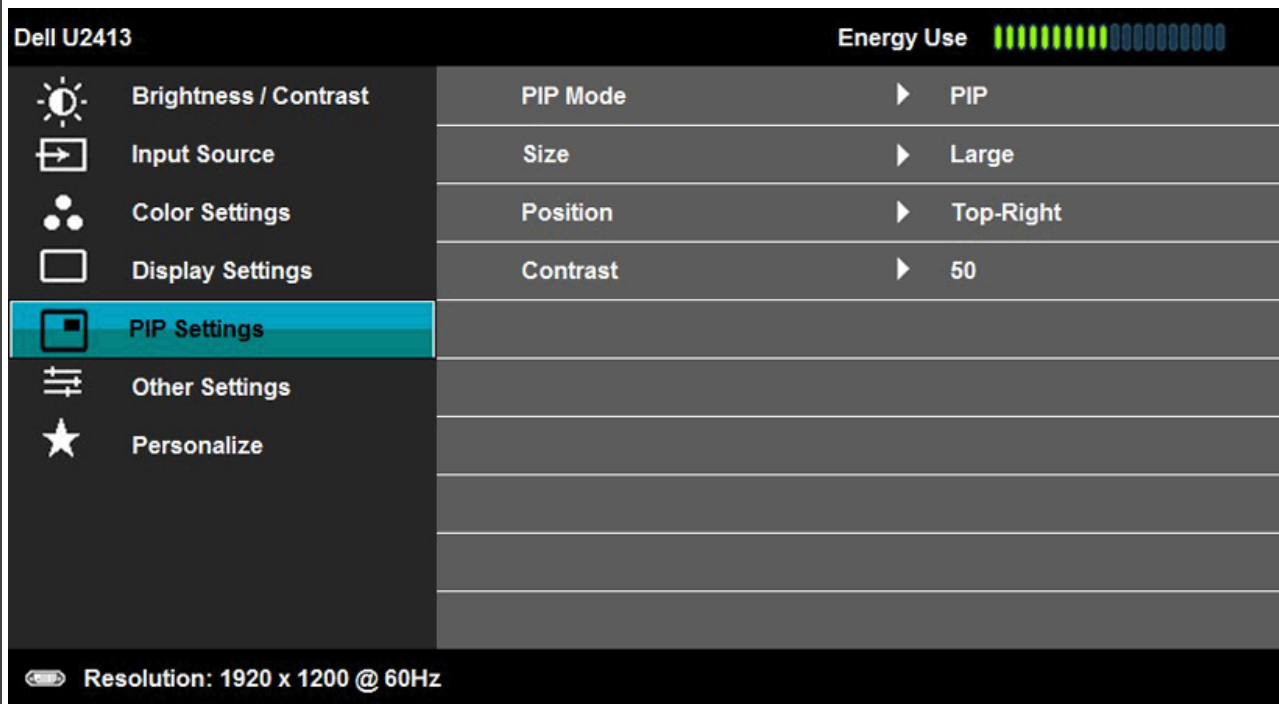 Dell U2413 Energy Use
Brightness / Contrast PIP Mode PIP
Input Source Size Large
Color Settings Position Top-Right
Display Settings Contrast 50
PIP Settings
Other Settings
Personalize
Resolution: 1920 x 1200 @ 60Hz